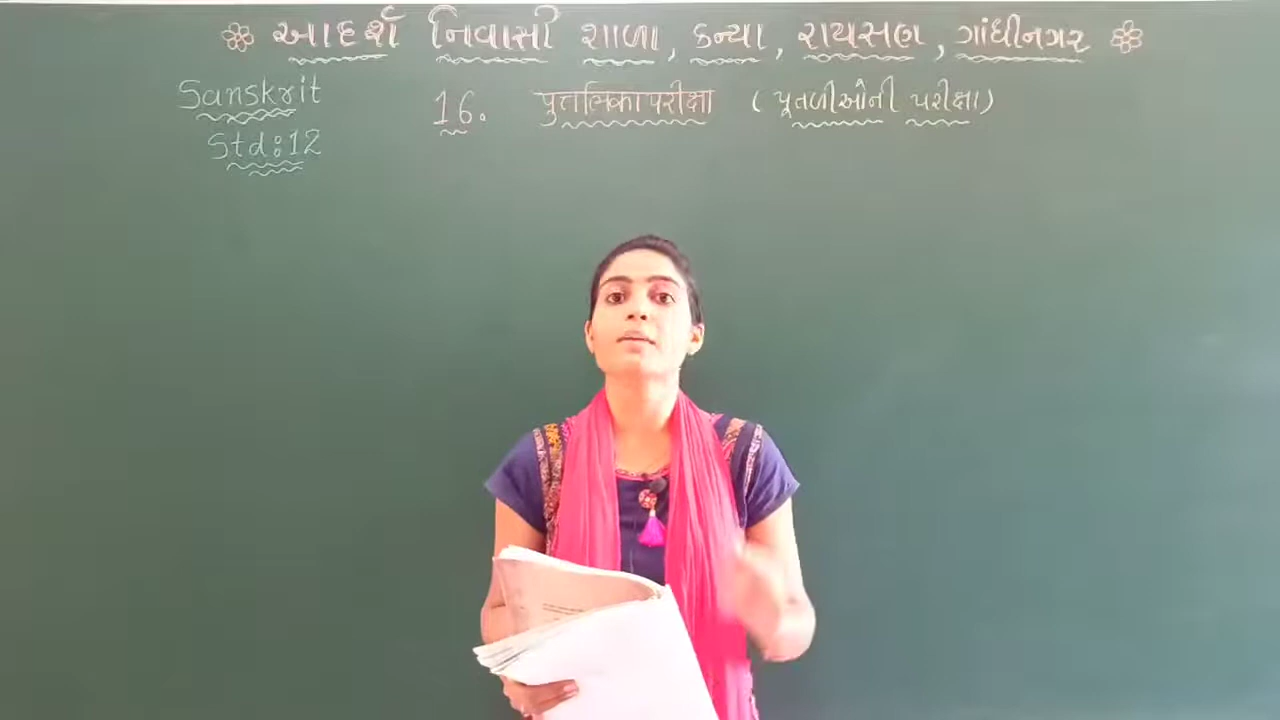 આદર્શ નિવાસી શાળા, કન્યા, રાયસણ, ગાંધીનગર
Sanskrit
Std:12
16. पुत्तलिकापरीक्षा (પૂતળીઓની પરીક્ષા)